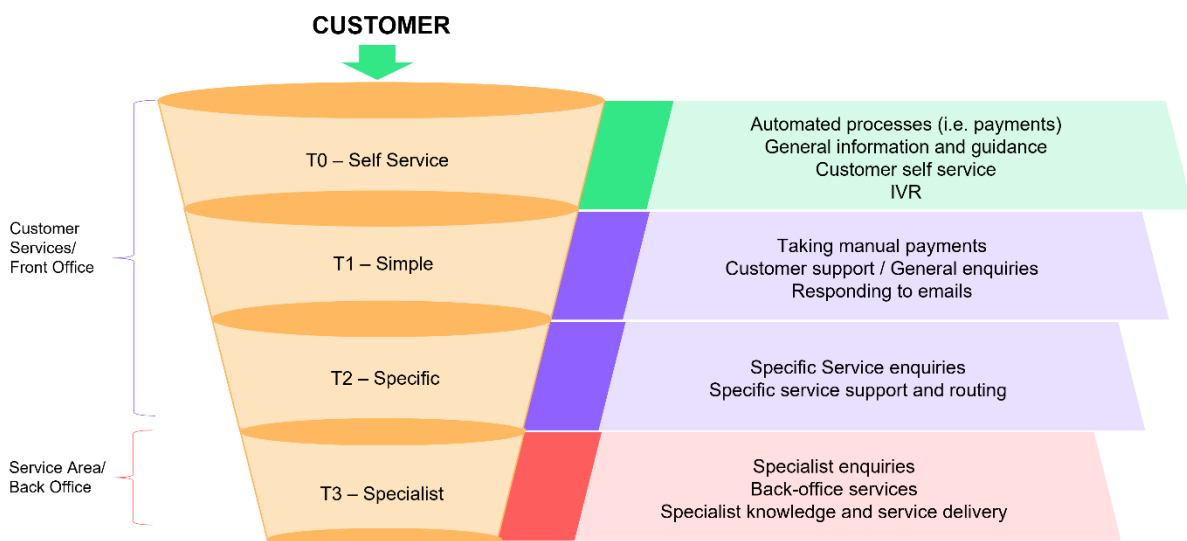 CUSTOMER
Customer
Services/
Front Office
T0 – Self Service
Automated processes (i.e. payments)
General information and guidance
Customer self service
IVR
T1 – Simple
Taking manual payments
Customer support / General enquiries
Responding to emails
T2 – Specific
Specific Service enquiries
Specific service support and routing
Service Area/
Back Office
T3 – Specialist
Specialist enquiries
Back-office services
Specialist knowledge and service delivery